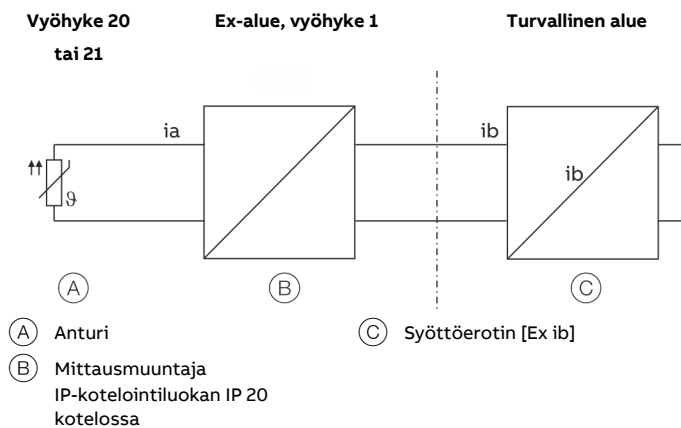 Vyöhyke 20
tai 21
Ex-alue, vyöhyke 1
Turvallinen alue
ia
ib
ib
ϑ
A
B
C
A Anturi
B Mittausmuuntaja
IP-kotelointiluokan IP 20
kotelossa
C Syöttöerotin [Ex ib]